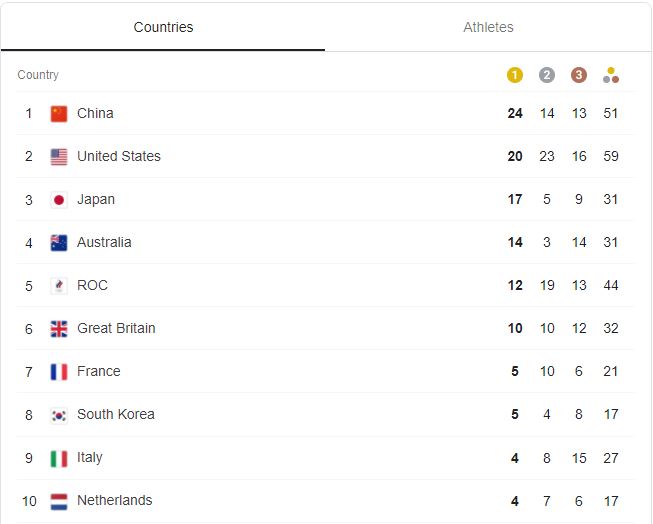 Countries Athletes
Country 1 2 3
1 China 24 14 13 51
2 United States 20 23 16 59
3 Japan 17 5 9 31
4 Australia 14 3 14 31
5 ROC 12 19 13 44
6 Great Britain 10 10 12 32
7 France 5 10 6 21
8 South Korea 5 4 8 17
9 Italy 4 8 15 27
10 Netherlands 4 7 6 17